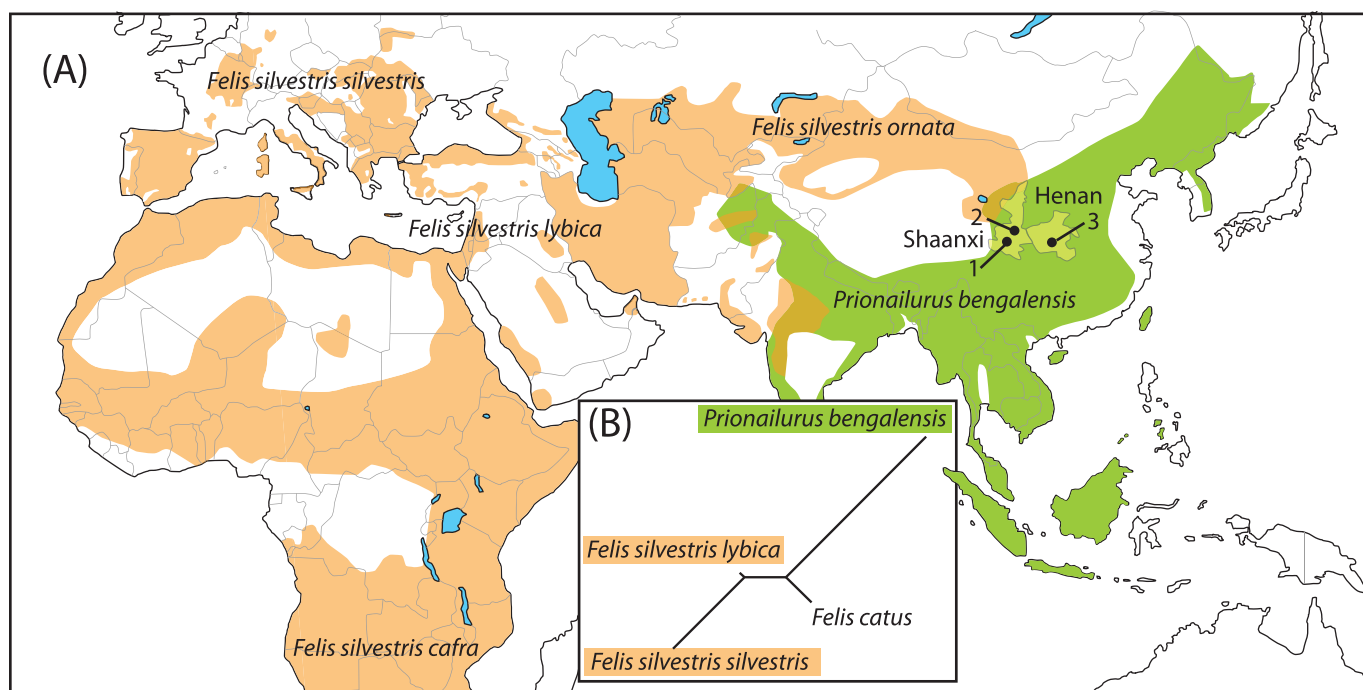 (A)
Felis silvestris silvestris
Felis silvestris ornata
Felis silvestris lybica
Henan
2
3
Shaanxi
1
Prionailurus bengalensis
Felis silvestris cafra
(B)
Prionailurus bengalensis
Felis silvestris lybica
Felis catus
Felis silvestris silvestris